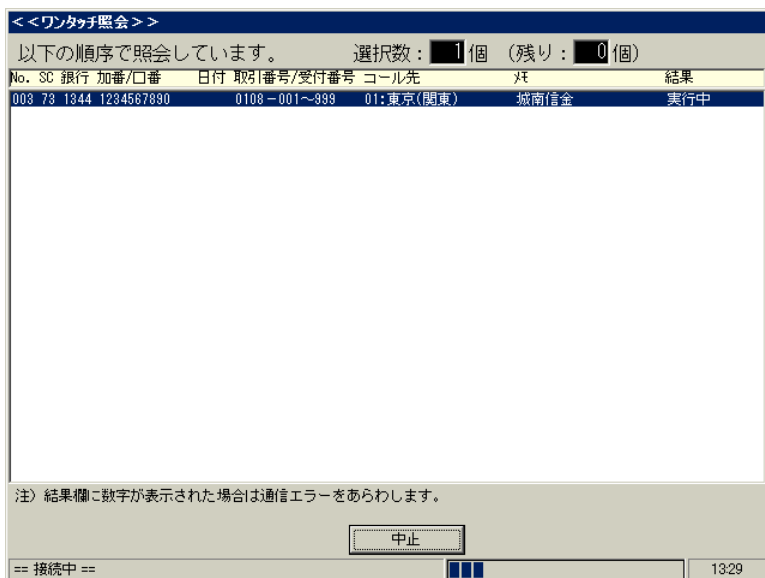 <<ワンタッチ照会>>
以下の順序で照会しています。 選択数: 1個 (残り: 0個)
No. SC 銀行 加番/口番 日付 取引番号/受付番号 コール先 メモ 結果
003 73 1344 1234567890 0108-001~999 01:東京(関東) 城南信金 実行中
注) 結果欄に数字が表示された場合は通信エラーをあらわします。
中止
== 接続中 == 13:29